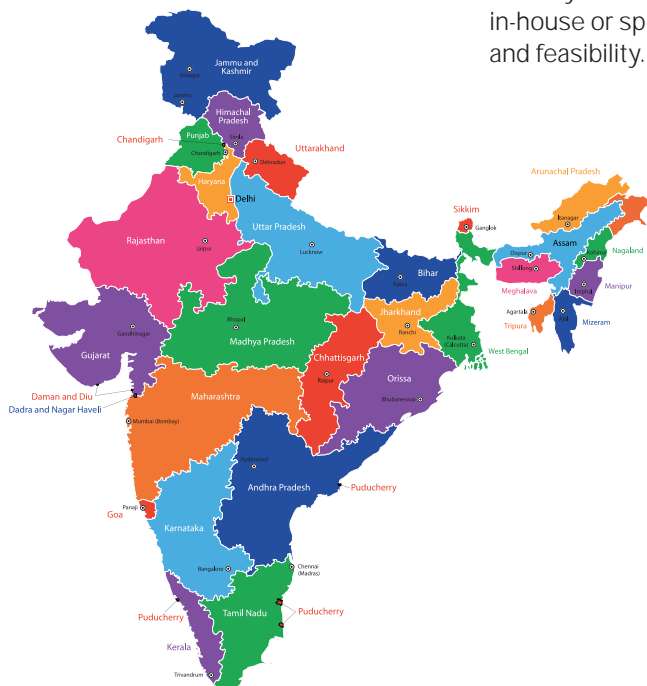 in-house or sp
and feasibility.
Jammu and
Kashmir
Srinagar
Jammu
Himachal
Pradesh
Simla
Punjab
Chandigarh
Chandigarh
Uttarakhand
Dehradun
Haryana
Delhi
Arunachal Pradesh
Itanagar
Sikkim
Ganglok
Rajasthan
Jaipur
Uttar Pradesh
Lucknow
Assam
Dispur
Kohima
Nagaland
Bihar
Patna
Shillong
Meghalava
Imphal
Manipur
Jharkhand
Ranchi
Agartala
Tripura
Mizeram
Gandhinagar
Gujarat
Bhopal
Madhya Pradesh
Chhattisgarh
Raipur
Kolkata
(Calcutta)
West Bengal
Orissa
Bhubaneswar
Daman and Diu
Dadra and Nagar Haveli
Maharashtra
Mumbai (Bombay)
Hyderabad
Andhra Pradesh
Puducherry
Panaji
Goa
Karnataka
Bangalore
Chennai
(Madras)
Puducherry
Tamil Nadu
Puducherry
Kerala
Trivandrum